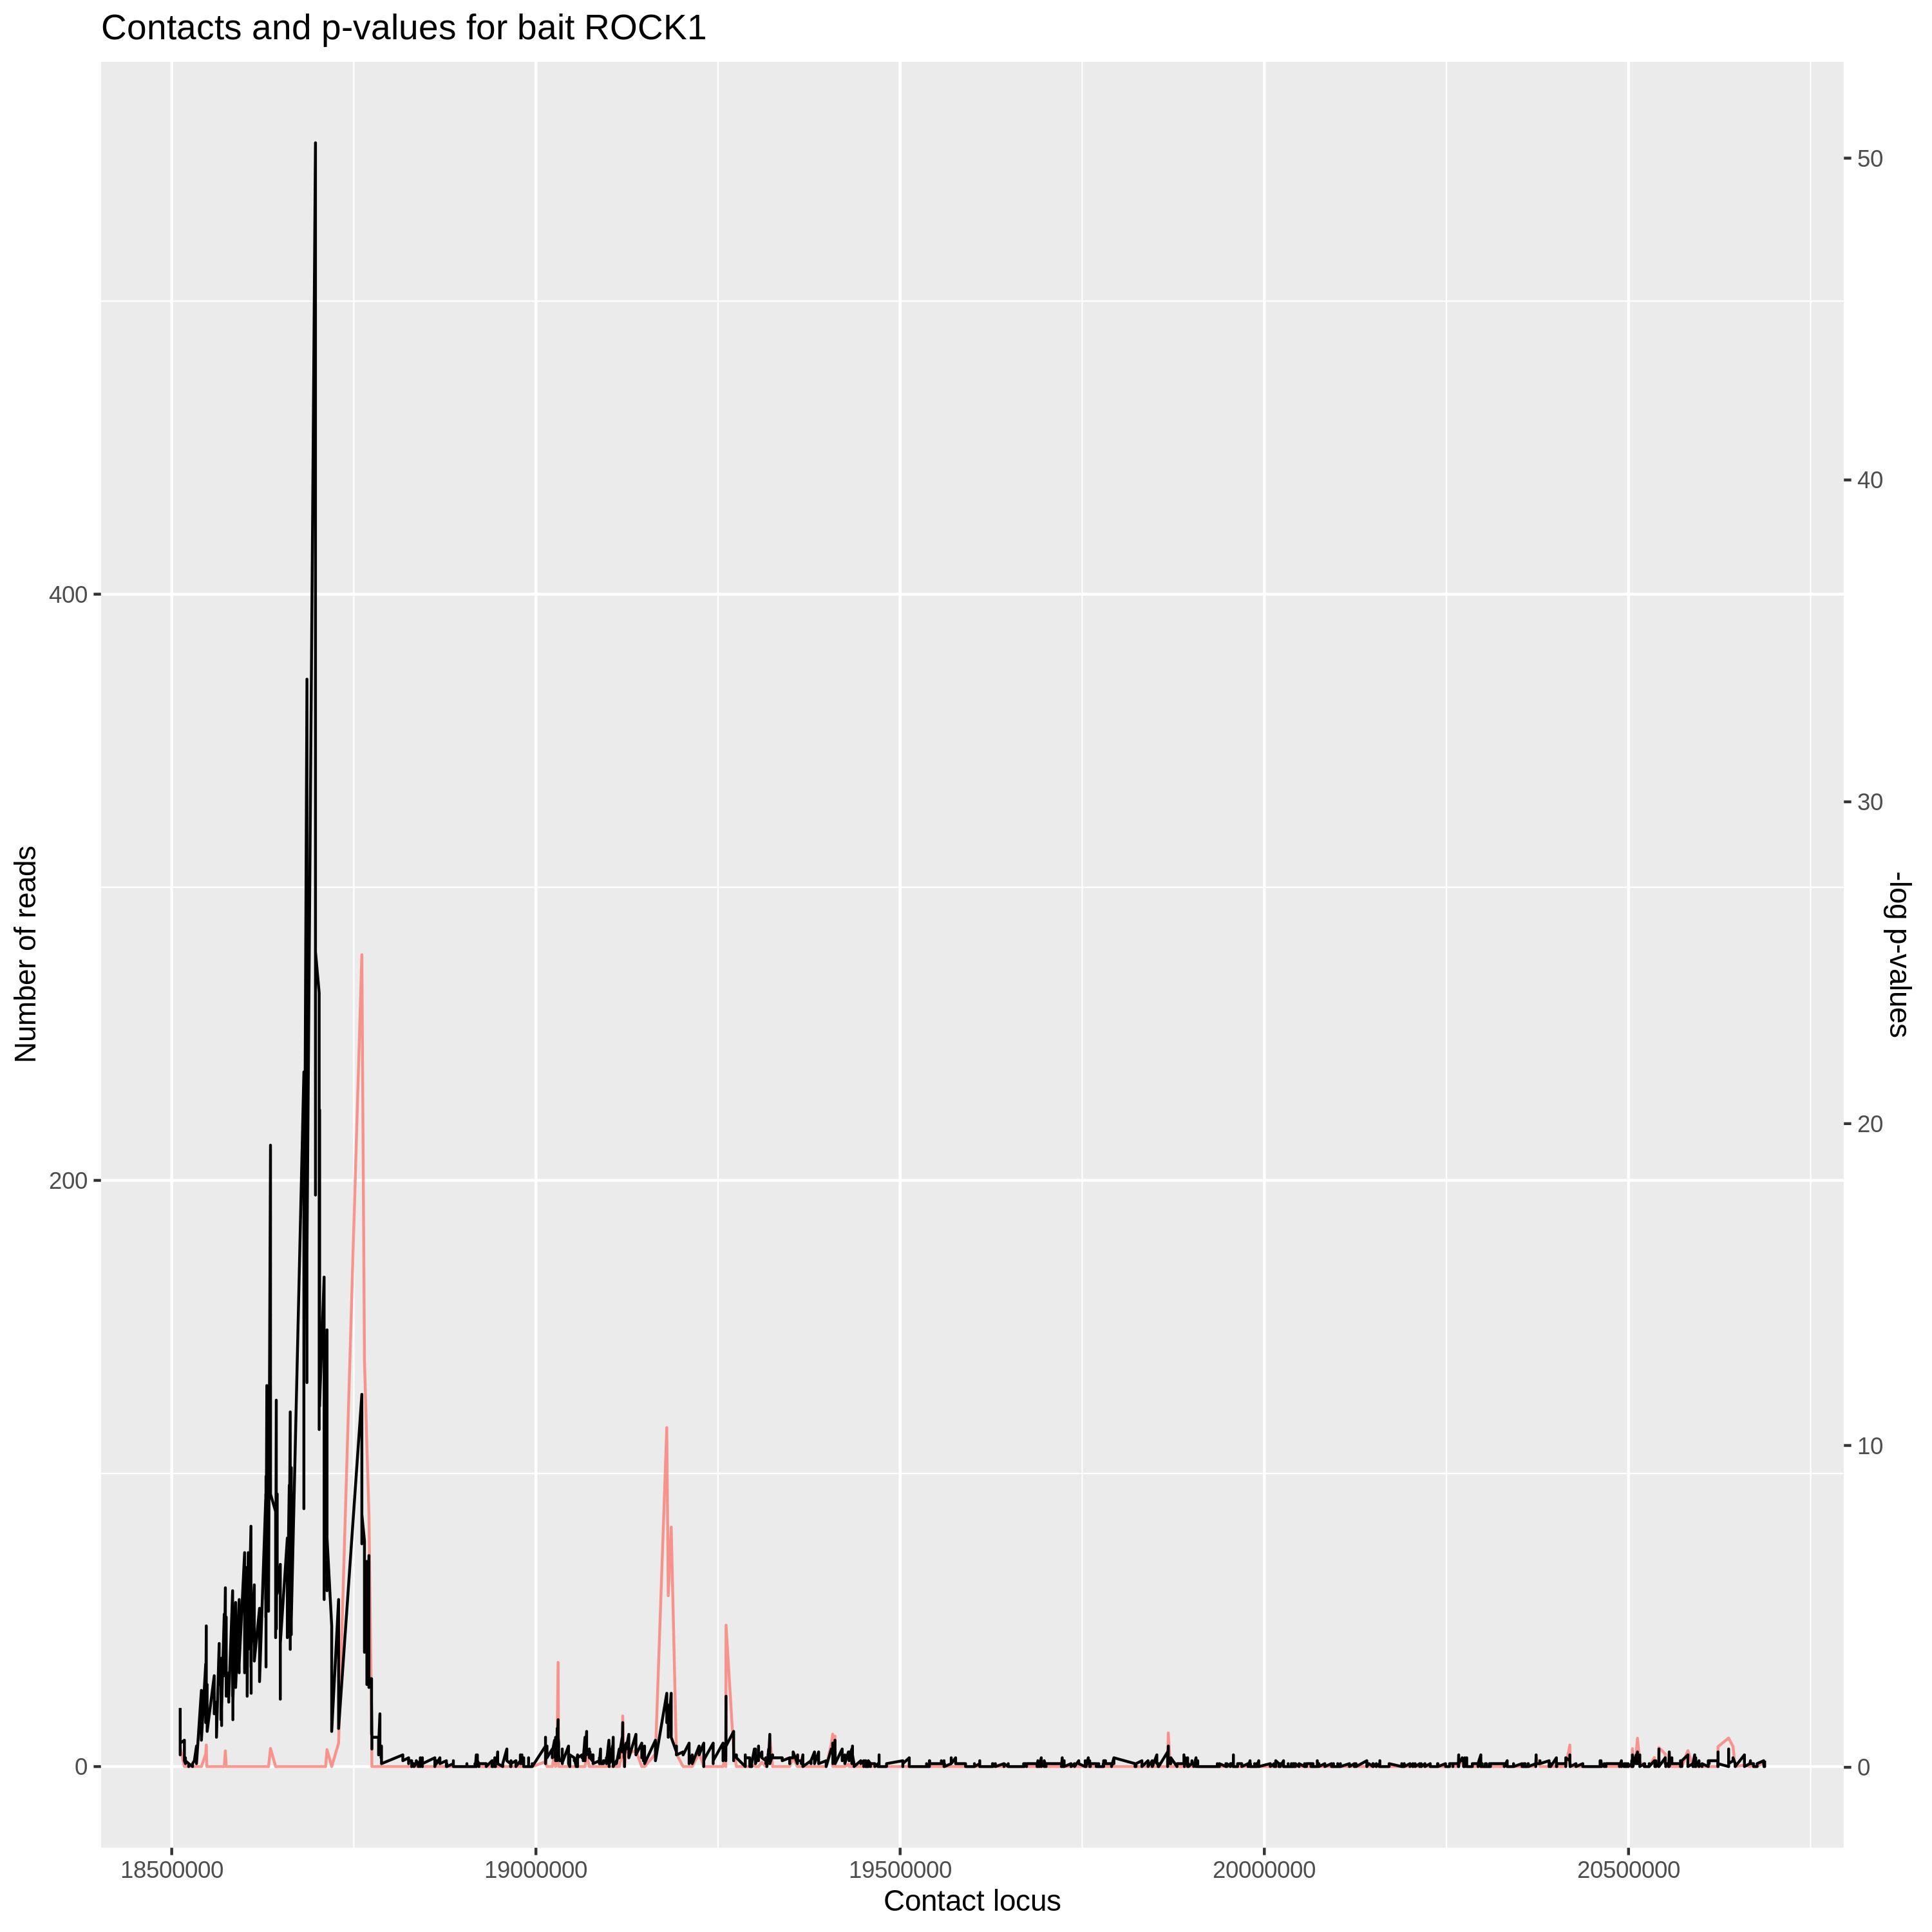 Contacts and p-values for bait ROCK1
Number of reads
400
200
0
50
40
30
20
10
0
-log p-values
18500000 19000000 19500000 20000000 20500000
Contact locus